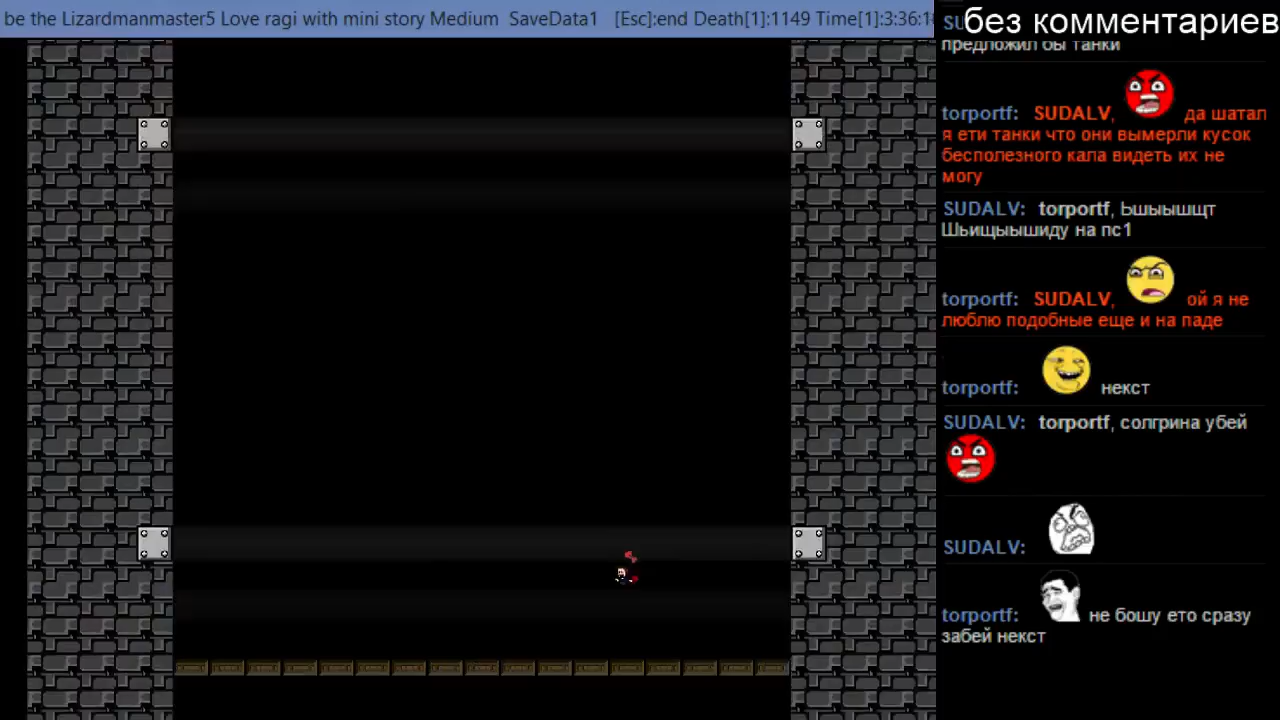 be the Lizardmanmaster5 Love ragi with mini story Medium SaveData1 [Esc]:end Death[1]:1149 Time[1]:3:36:1
без комментариев
предложил бы танки
torportf: SUDALV, да шатал
я ети танки что они вымерли кусок
бесполезного кала видеть их не
могу
SUDALV: torportf, Ьшыышщт
Шьищыышиду на пс1
torportf: SUDALV, ой я не
люблю подобные еще и на паде
torportf: некст
SUDALV: torportf, солгрина убей
SUDALV:
torportf: не бошу ето сразу
забей некст